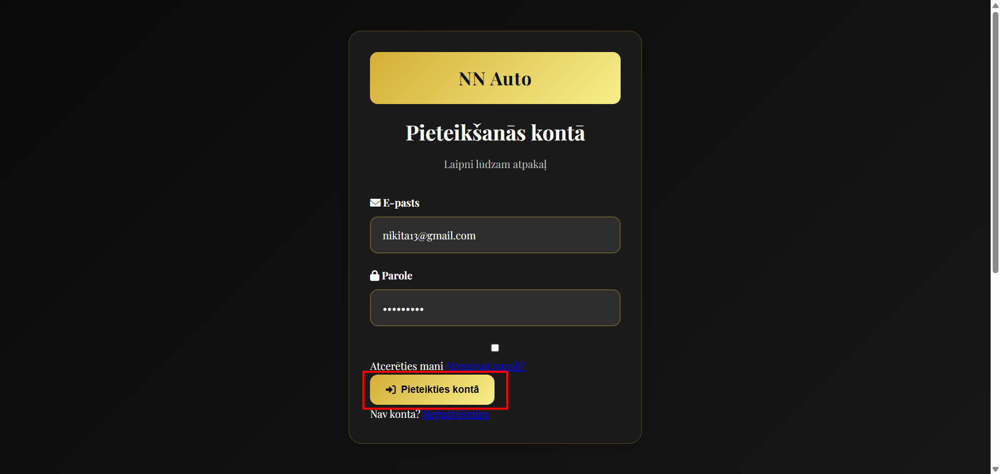 NN Auto
Pieteikšanās kontā
Laipni lūdzam atpakaļ
E-pasts
nikita13@gmail.com
Parole
•••••••••
Atcerēties mani Aizmirsāt paroli?
Pieteikties kontā
Nav konta? Reģistrējieties